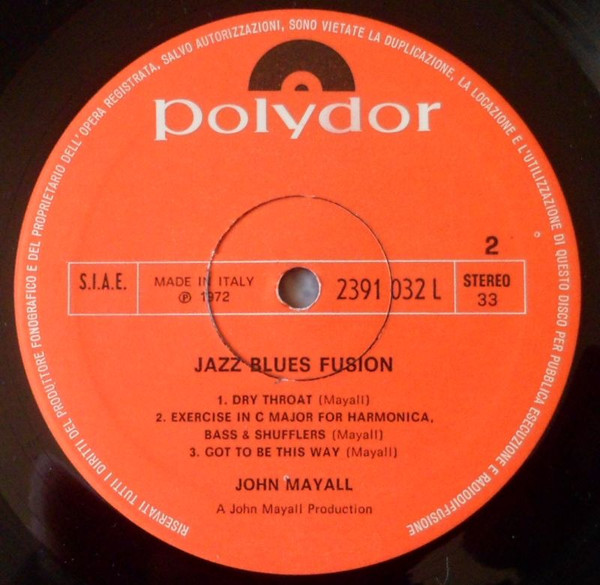 RISERVATI TUTTI I DIRITTI DEL PRODUTTORE FONOGRAFICO E DEL PROPRIETARIO DELL'OPERA REGISTRATA, SALVO AUTORIZZAZIONI, SONO VIETATE LA DUPLICAZIONE, LA LOCAZIONE E L'UTILIZZAZIONE DI QUESTO DISCO PER PUBBLICA ESECUZIONE E RADIODIFFUSIONE
polydor
2
S.I.A.E.
MADE IN ITALY
℗ 1972
2391 032 L
STEREO
33
JAZZ BLUES FUSION
1. DRY THROAT (Mayall)
2. EXERCISE IN C MAJOR FOR HARMONICA,
BASS & SHUFFLERS (Mayall)
3. GOT TO BE THIS WAY (Mayall)
JOHN MAYALL
A John Mayall Production